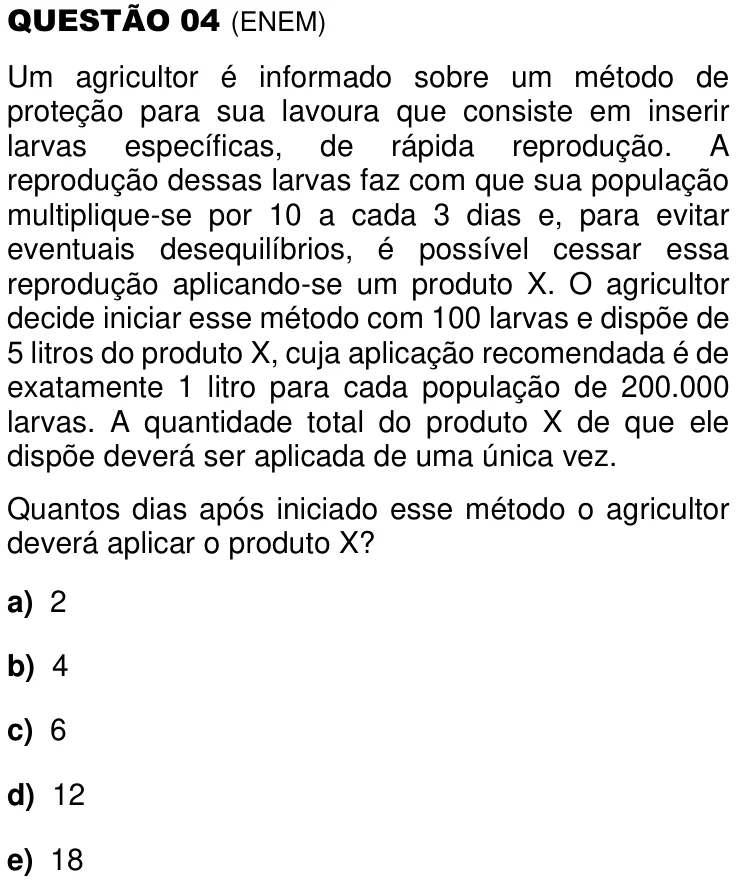 QUESTÃO 04 (ENEM)
Um agricultor é informado sobre um método de
proteção para sua lavoura que consiste em inserir
larvas específicas, de rápida reprodução. A
reprodução dessas larvas faz com que sua população
multiplique-se por 10 a cada 3 dias e, para evitar
eventuais desequilíbrios, é possível cessar essa
reprodução aplicando-se um produto X. O agricultor
decide iniciar esse método com 100 larvas e dispõe de
5 litros do produto X, cuja aplicação recomendada é de
exatamente 1 litro para cada população de 200.000
larvas. A quantidade total do produto X de que ele
dispõe deverá ser aplicada de uma única vez.
Quantos dias após iniciado esse método o agricultor
deverá aplicar o produto X?
a) 2
b) 4
c) 6
d) 12
e) 18